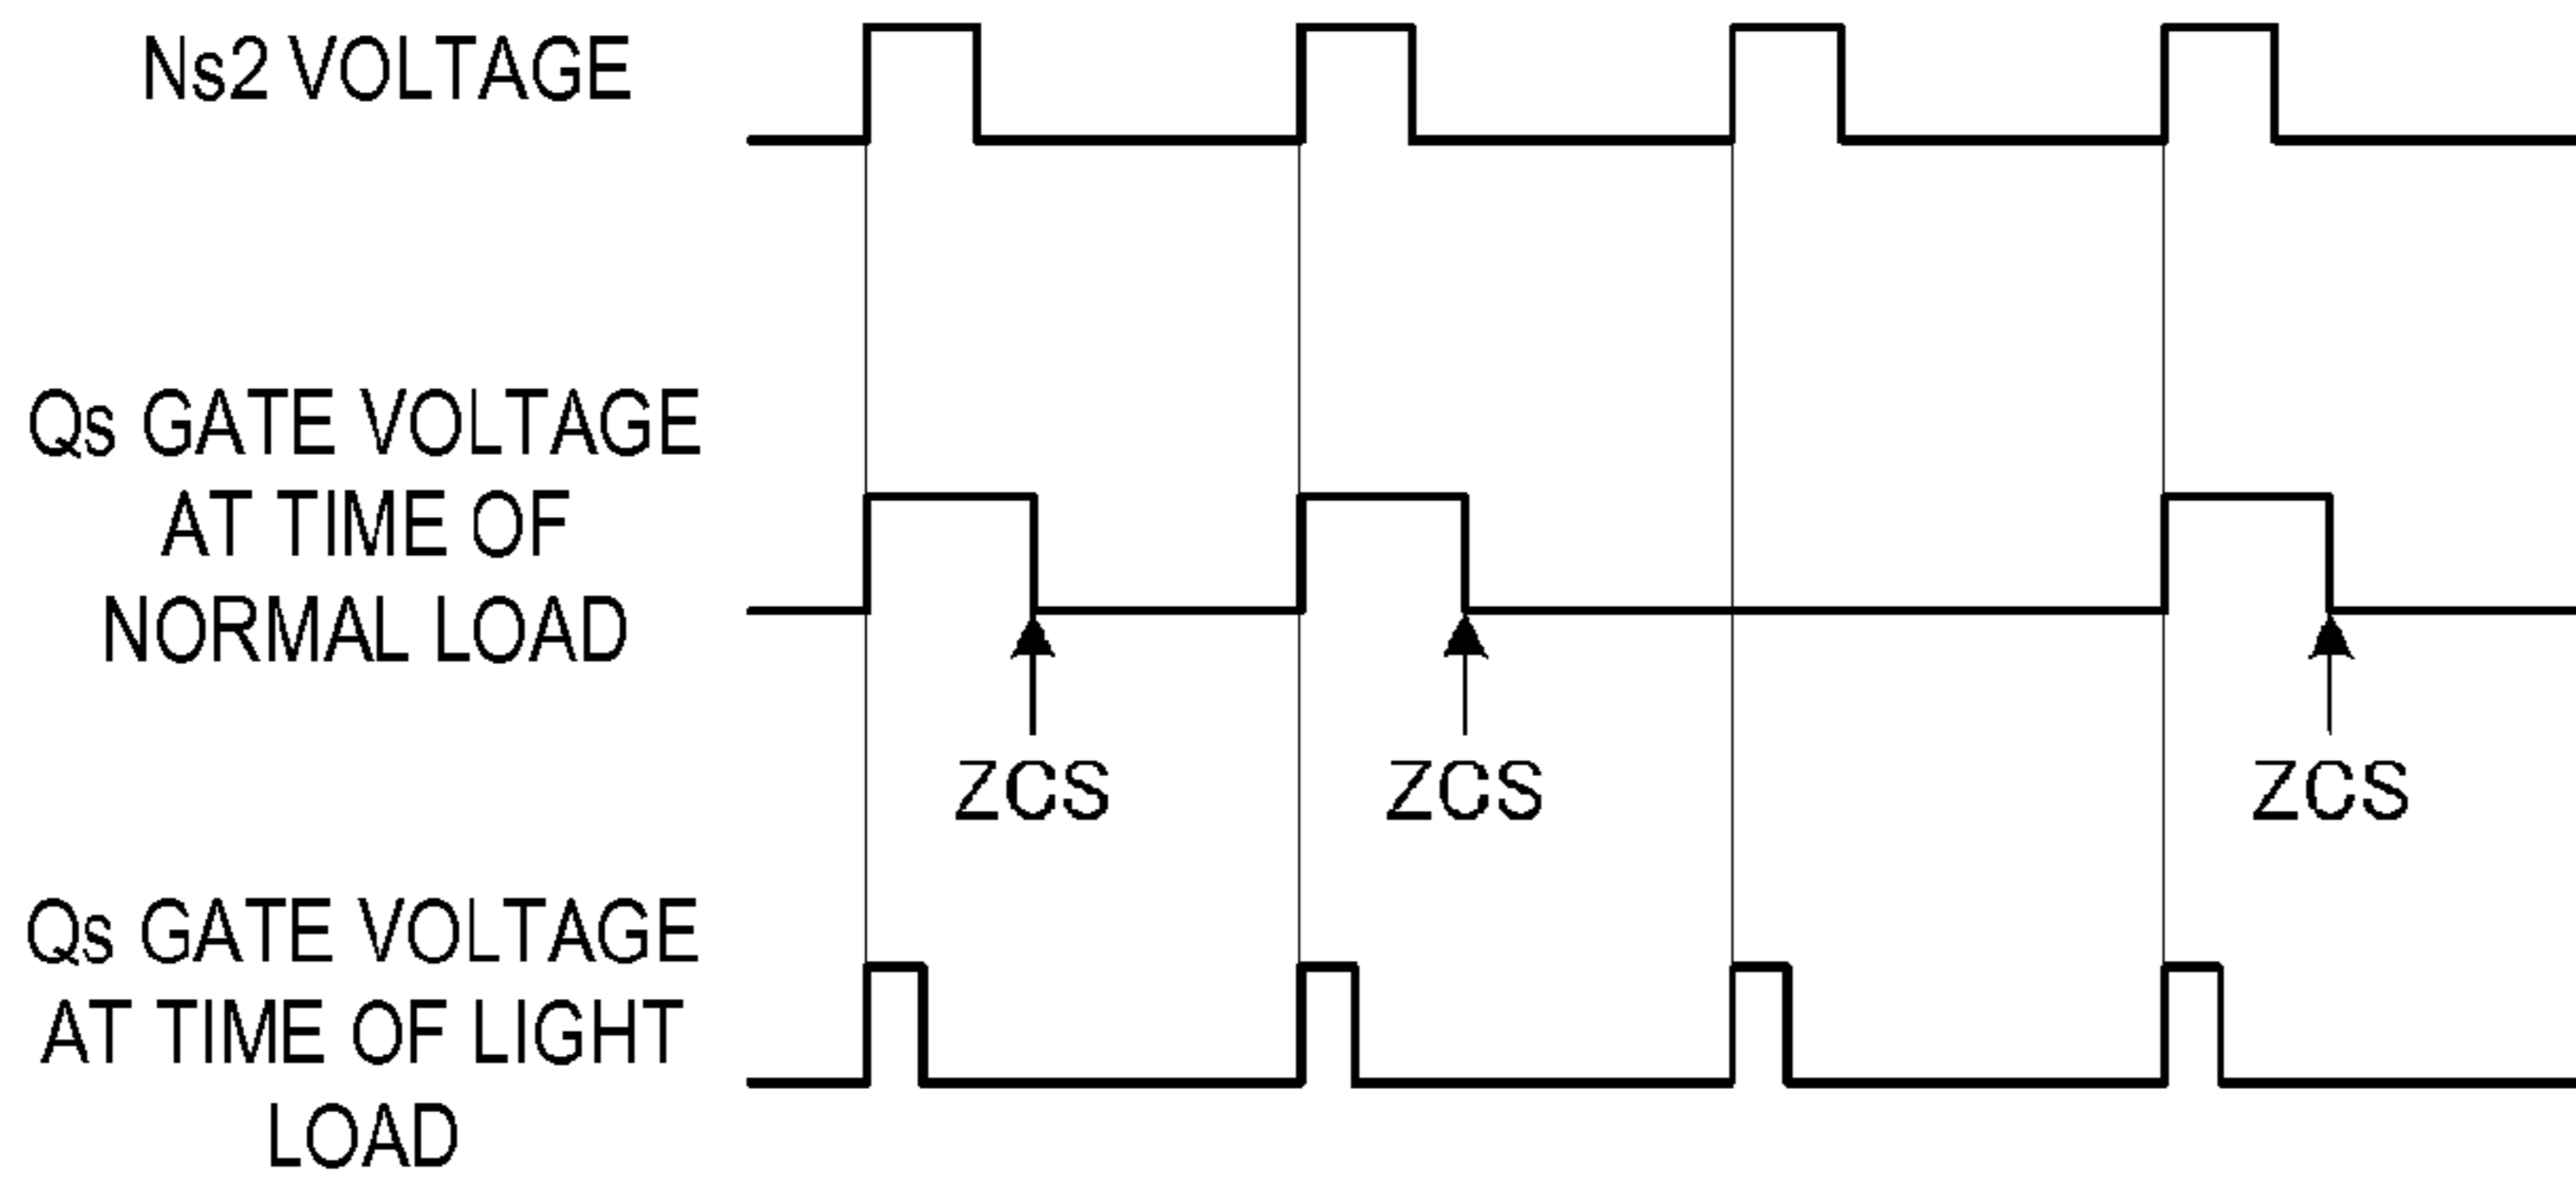 Ns2 VOLTAGE
Qs GATE VOLTAGE
AT TIME OF
NORMAL LOAD
ZCS
ZCS
ZCS
Qs GATE VOLTAGE
AT TIME OF LIGHT
LOAD